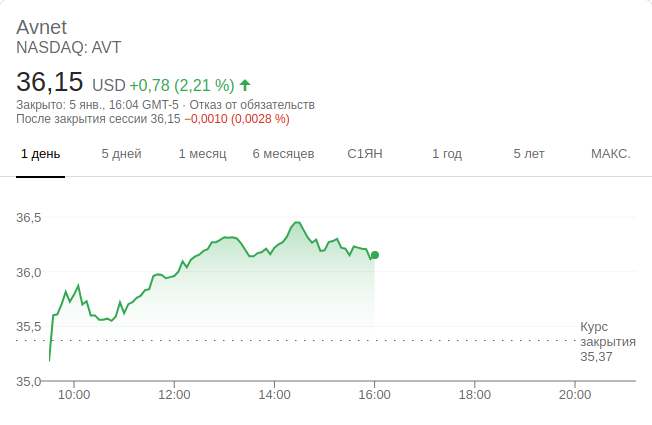 Avnet
NASDAQ: AVT
36,15 USD +0,78 (2,21 %)
Закрыто: 5 янв., 16:04 GMT-5 · Отказ от обязательств
После закрытия сессии 36,15 −0,0010 (0,0028 %)
1 день 5 дней 1 месяц 6 месяцев С1ЯН 1 год 5 лет МАКС.
36,5
36,0
35,5
Курс
закрытия
35,37
35,0
10:00 12:00 14:00 16:00 18:00 20:00